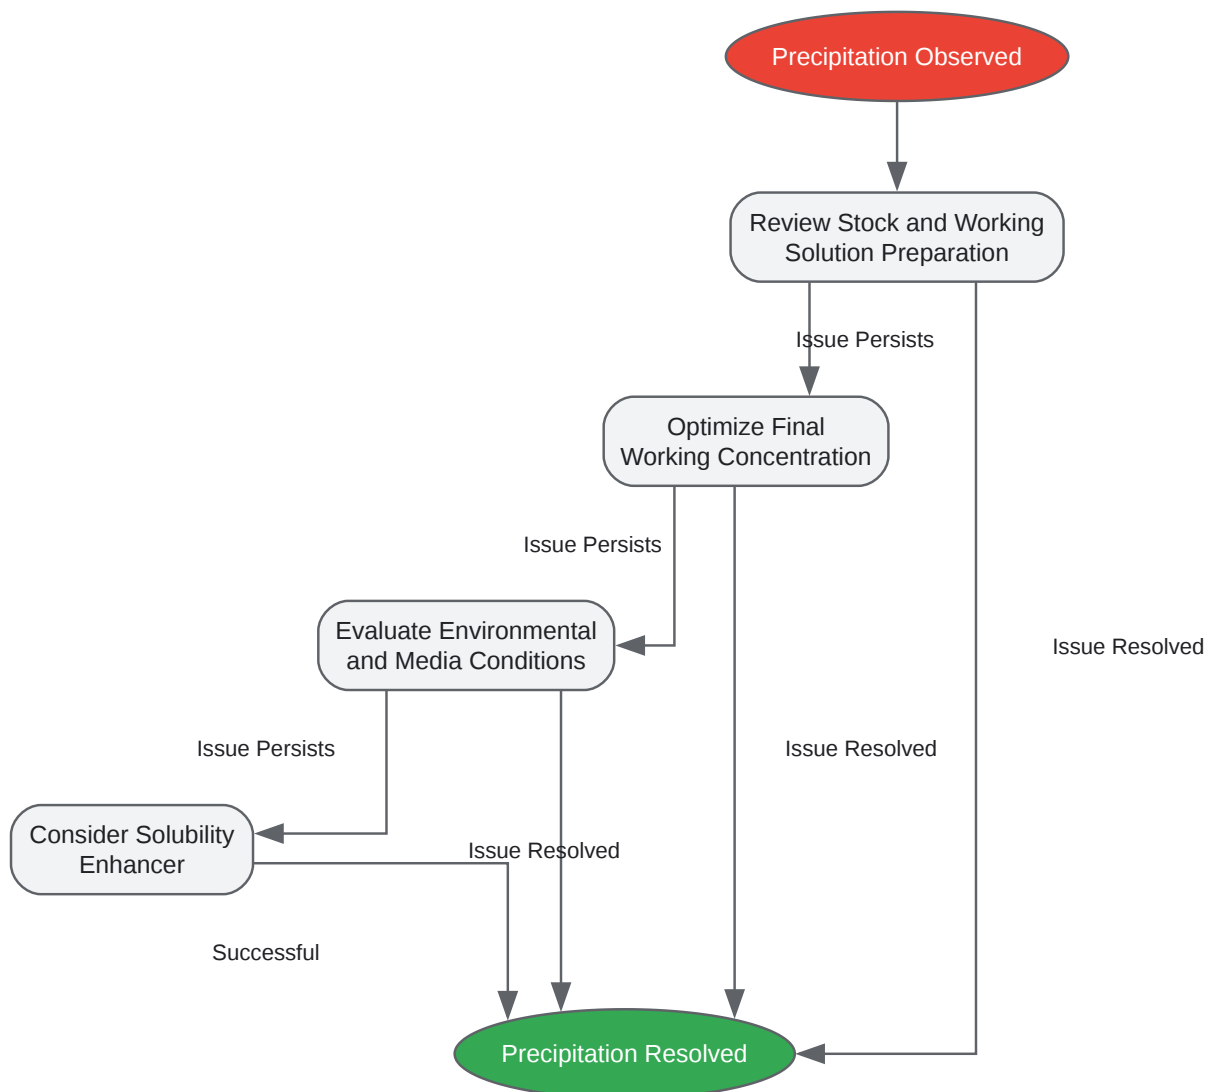 Precipitation Observed
Review Stock and Working
Solution Preparation
Issue Persists
Optimize Final
Working Concentration
Issue Persists
Evaluate Environmental
and Media Conditions
Issue Resolved
Issue Persists
Issue Resolved
Consider Solubility
Enhancer
Issue Resolved
Successful
Precipitation Resolved